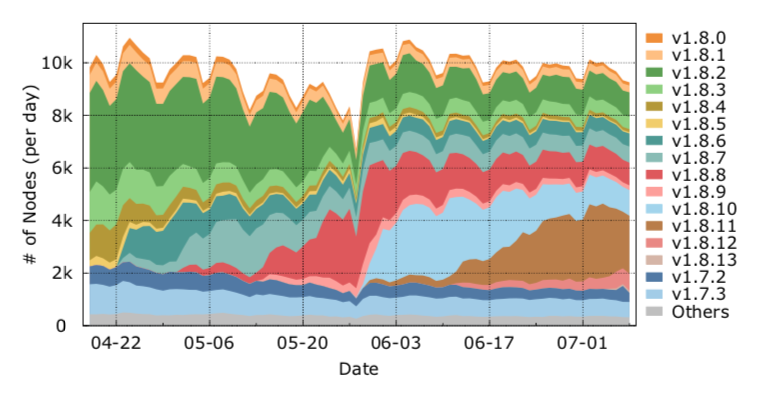 # of Nodes (per day)
10k
8k
6k
4k
2k
0
04-22 05-06 05-20 06-03 06-17 07-01
Date
v1.8.0
v1.8.1
v1.8.2
v1.8.3
v1.8.4
v1.8.5
v1.8.6
v1.8.7
v1.8.8
v1.8.9
v1.8.10
v1.8.11
v1.8.12
v1.8.13
v1.7.2
v1.7.3
Others